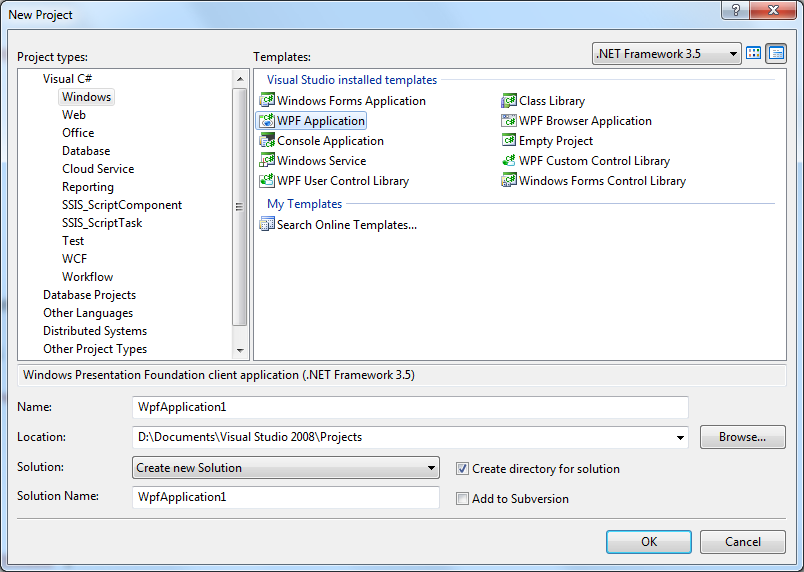 New Project
Project types:
Templates:
.NET Framework 3.5
Visual C#
Windows
Web
Office
Database
Cloud Service
Reporting
SSIS_ScriptComponent
SSIS_ScriptTask
Test
WCF
Workflow
Database Projects
Other Languages
Distributed Systems
Other Project Types
Visual Studio installed templates
Windows Forms Application
Class Library
WPF Application
WPF Browser Application
Console Application
Empty Project
Windows Service
WPF Custom Control Library
WPF User Control Library
Windows Forms Control Library
My Templates
Search Online Templates...
Windows Presentation Foundation client application (.NET Framework 3.5)
Name:
WpfApplication1
Location:
D:\Documents\Visual Studio 2008\Projects
Browse...
Solution:
Create new Solution
Create directory for solution
Solution Name:
WpfApplication1
Add to Subversion
OK
Cancel